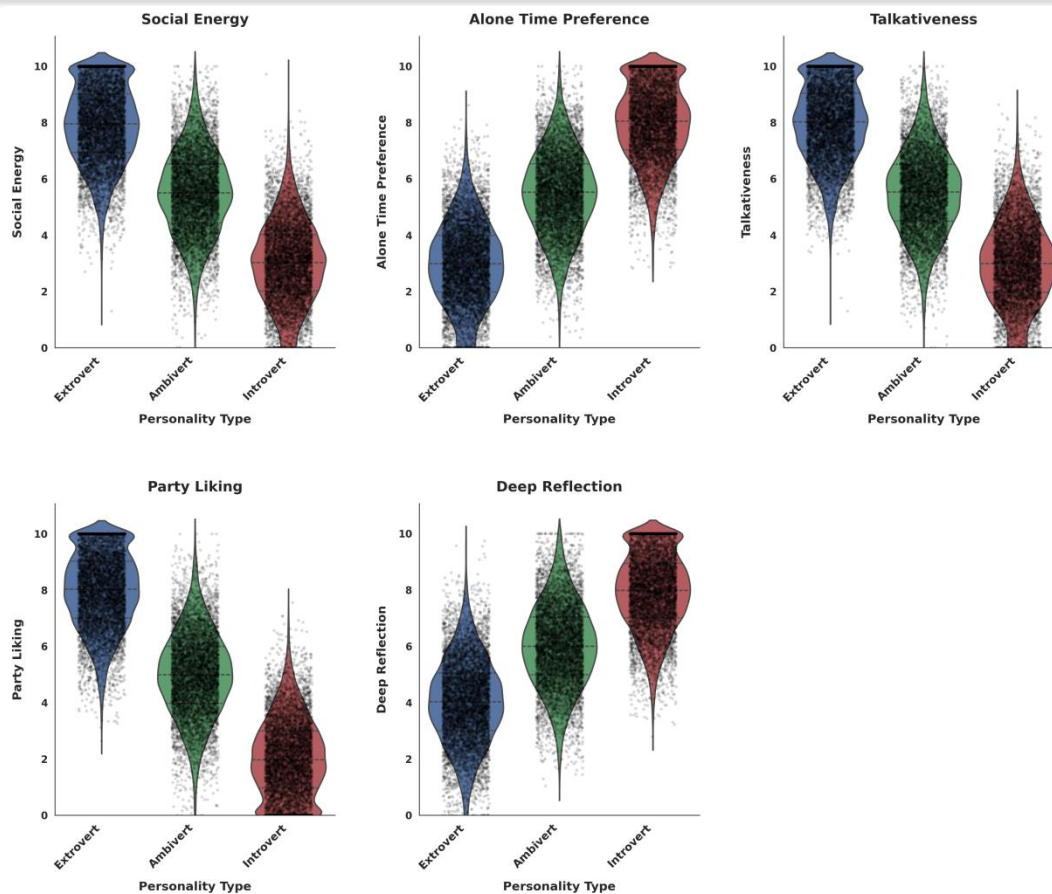 Social Energy
Social Energy
10
8
6
4
2
0
Extrovert
Ambivert
Introvert
Personality Type
Alone Time Preference
Alone Time Preference
10
8
6
4
2
0
Extrovert
Ambivert
Introvert
Personality Type
Talkativeness
Talkativeness
10
8
6
4
2
0
Extrovert
Ambivert
Introvert
Personality Type
Party Liking
Party Liking
10
8
6
4
2
0
Extrovert
Ambivert
Introvert
Personality Type
Deep Reflection
Deep Reflection
10
8
6
4
2
0
Extrovert
Ambivert
Introvert
Personality Type